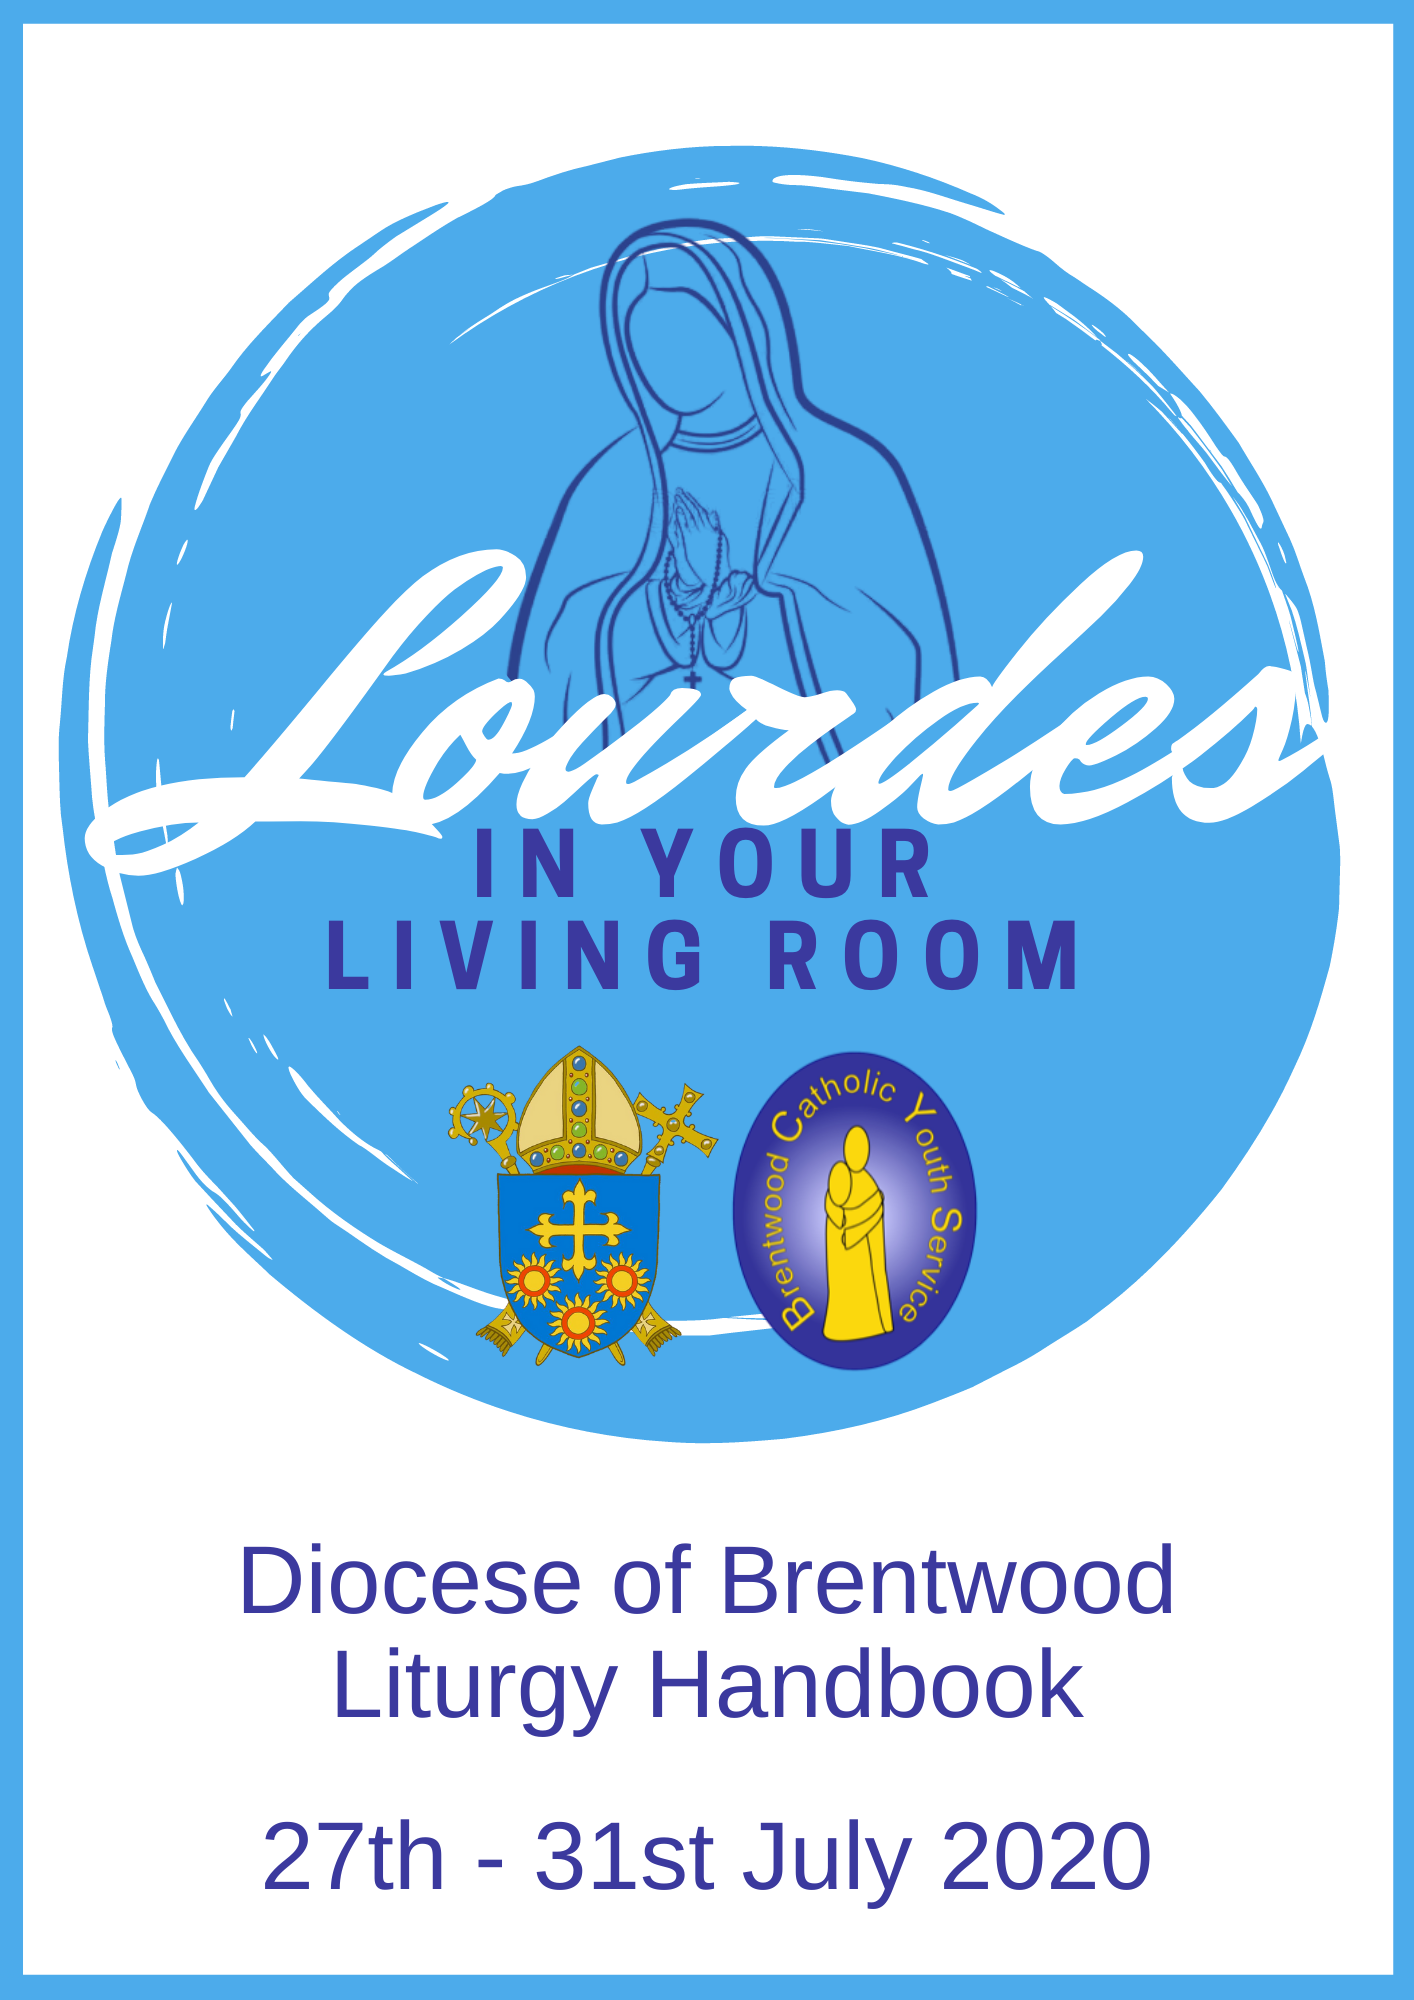 Lourdes
IN YOUR
LIVING ROOM
Brentwood Catholic Youth Service
Diocese of Brentwood
Liturgy Handbook
27th - 31st July 2020